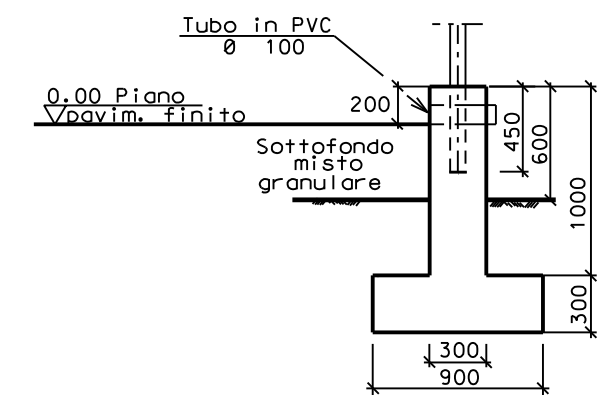 Tubo in PVC
Ø 100
0.00 Piano
pavim. finito
200
450
600
Sottofondo
misto
granulare
1000
300
300
900